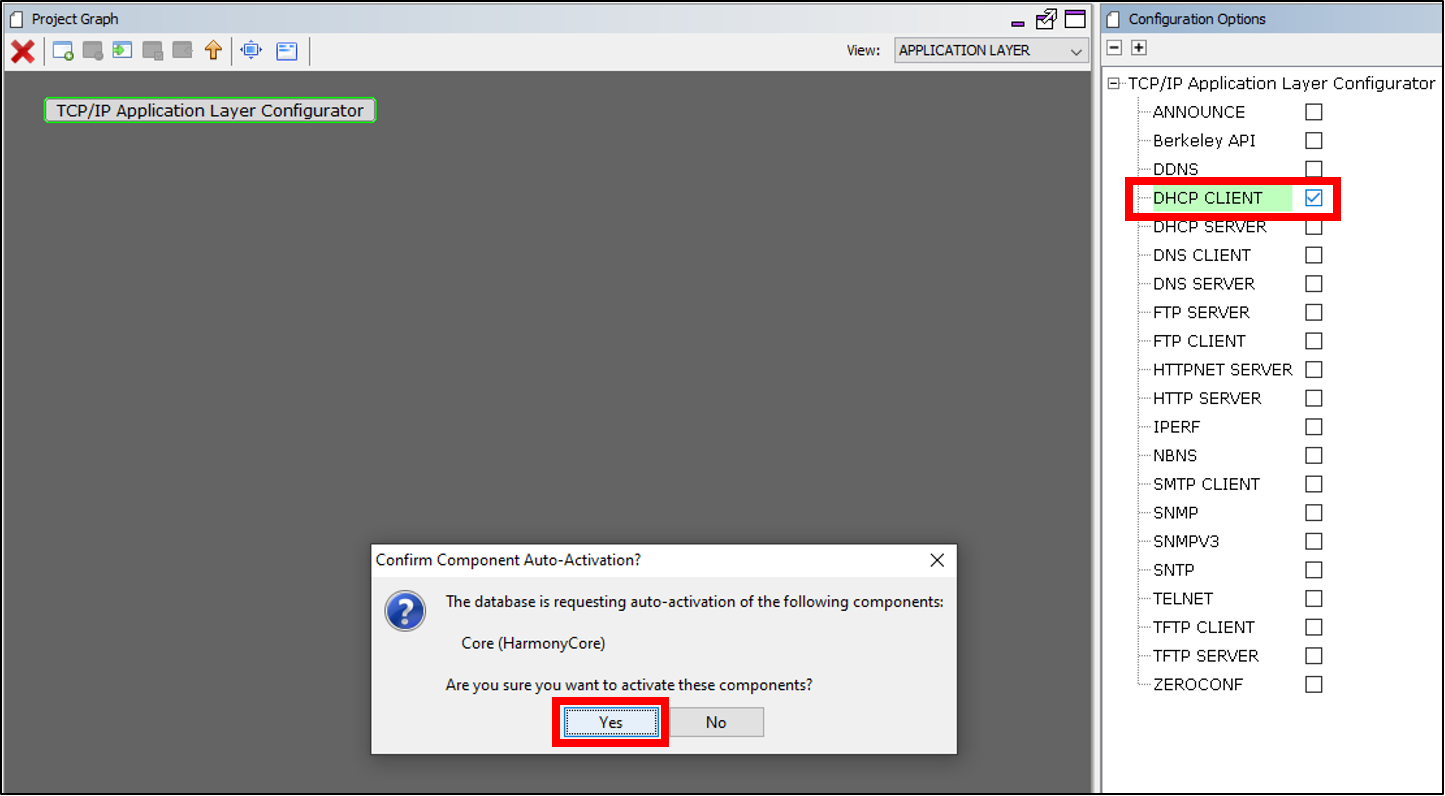 Project Graph
View:
APPLICATION LAYER
TCP/IP Application Layer Configurator
Confirm Component Auto-Activation?
The database is requesting auto-activation of the following components:
Core (HarmonyCore)
Are you sure you want to activate these components?
Yes
No
Configuration Options
TCP/IP Application Layer Configurator
ANNOUNCE
Berkeley API
DDNS
DHCP CLIENT
DHCP SERVER
DNS CLIENT
DNS SERVER
FTP SERVER
FTP CLIENT
HTTPNET SERVER
HTTP SERVER
IPERF
NBNS
SMTP CLIENT
SNMP
SNMPV3
SNTP
TELNET
TFTP CLIENT
TFTP SERVER
ZEROCONF